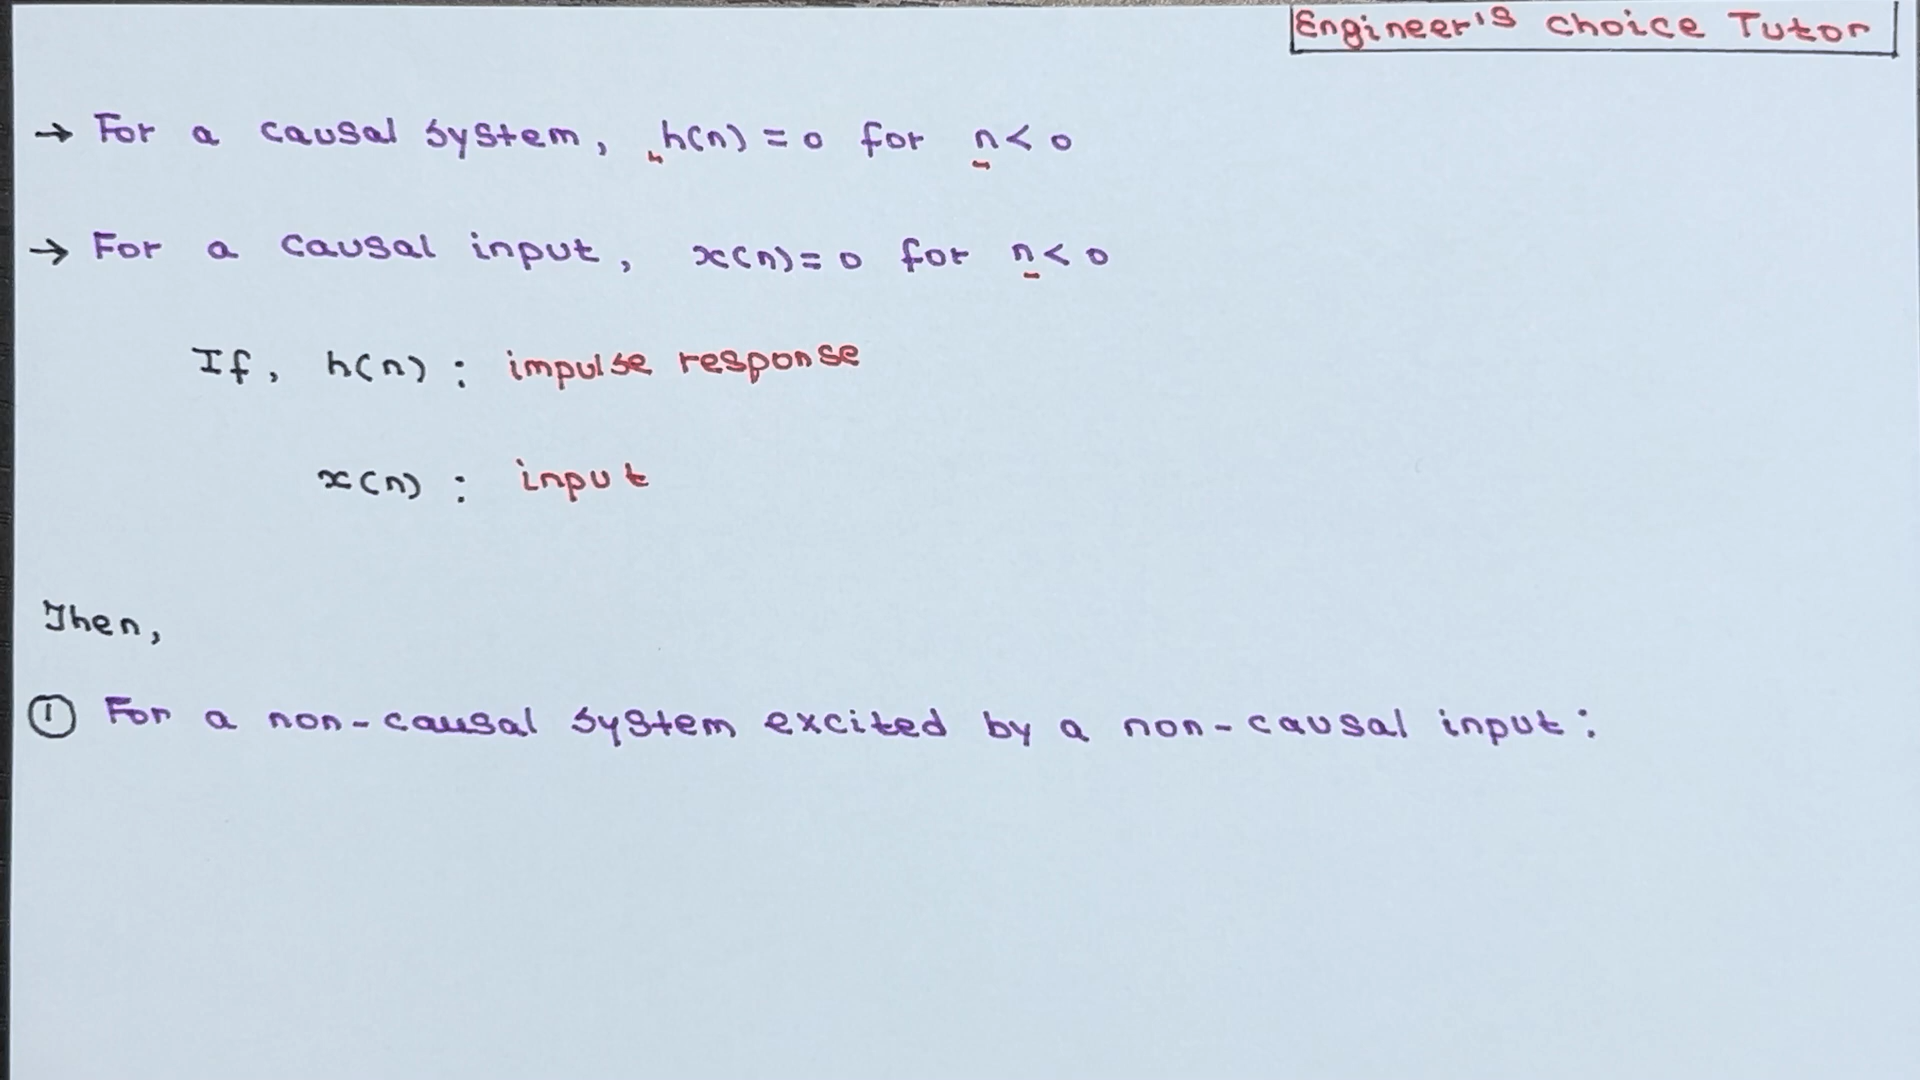 Engineer's Choice Tutor
→ For a causal system, h(n) = 0 for n < 0
→ For a causal input, x(n) = 0 for n < 0
If, h(n) : impulse response
x(n) : input
Then,
① For a non-causal system excited by a non-causal input :